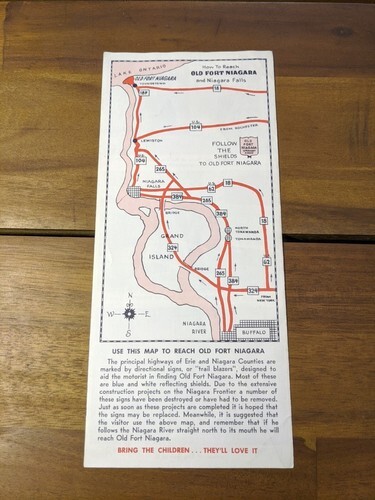 How To Reach
OLD FORT NIAGARA
and Niagara Falls
LAKE ONTARIO
OLD FORT NIAGARA
YOUNGSTOWN
18F
18
U.S.
104
FROM ROCHESTER
LEWISTON
FOLLOW
THE
SHIELDS
TO OLD FORT NIAGARA
OLD
FORT
NIAGARA
U.S.
104
265
NIAGARA
FALLS
384
62
18
265
384
18
BRIDGE
GRAND
ISLAND
NORTH
TONAWANDA
TONAWANDA
324
62
BRIDGE
265
384
324
FROM
NEW YORK
N
W
E
S
NIAGARA
RIVER
BUFFALO
USE THIS MAP TO REACH OLD FORT NIAGARA
The principal highways of Erie and Niagara Counties are
marked by directional signs, or "trail blazers", designed to
aid the motorist in finding Old Fort Niagara. Most of these
are blue and white reflecting shields. Due to the extensive
construction projects on the Niagara Frontier a number of
these signs have been destroyed or have had to be removed.
Just as soon as these projects are completed it is hoped that
the signs may be replaced. Meanwhile, it is suggested that
the visitor use the above map, and remember that if he
follows the Niagara River straight north to its mouth he will
reach Old Fort Niagara.
BRING THE CHILDREN . . . THEY'LL LOVE IT